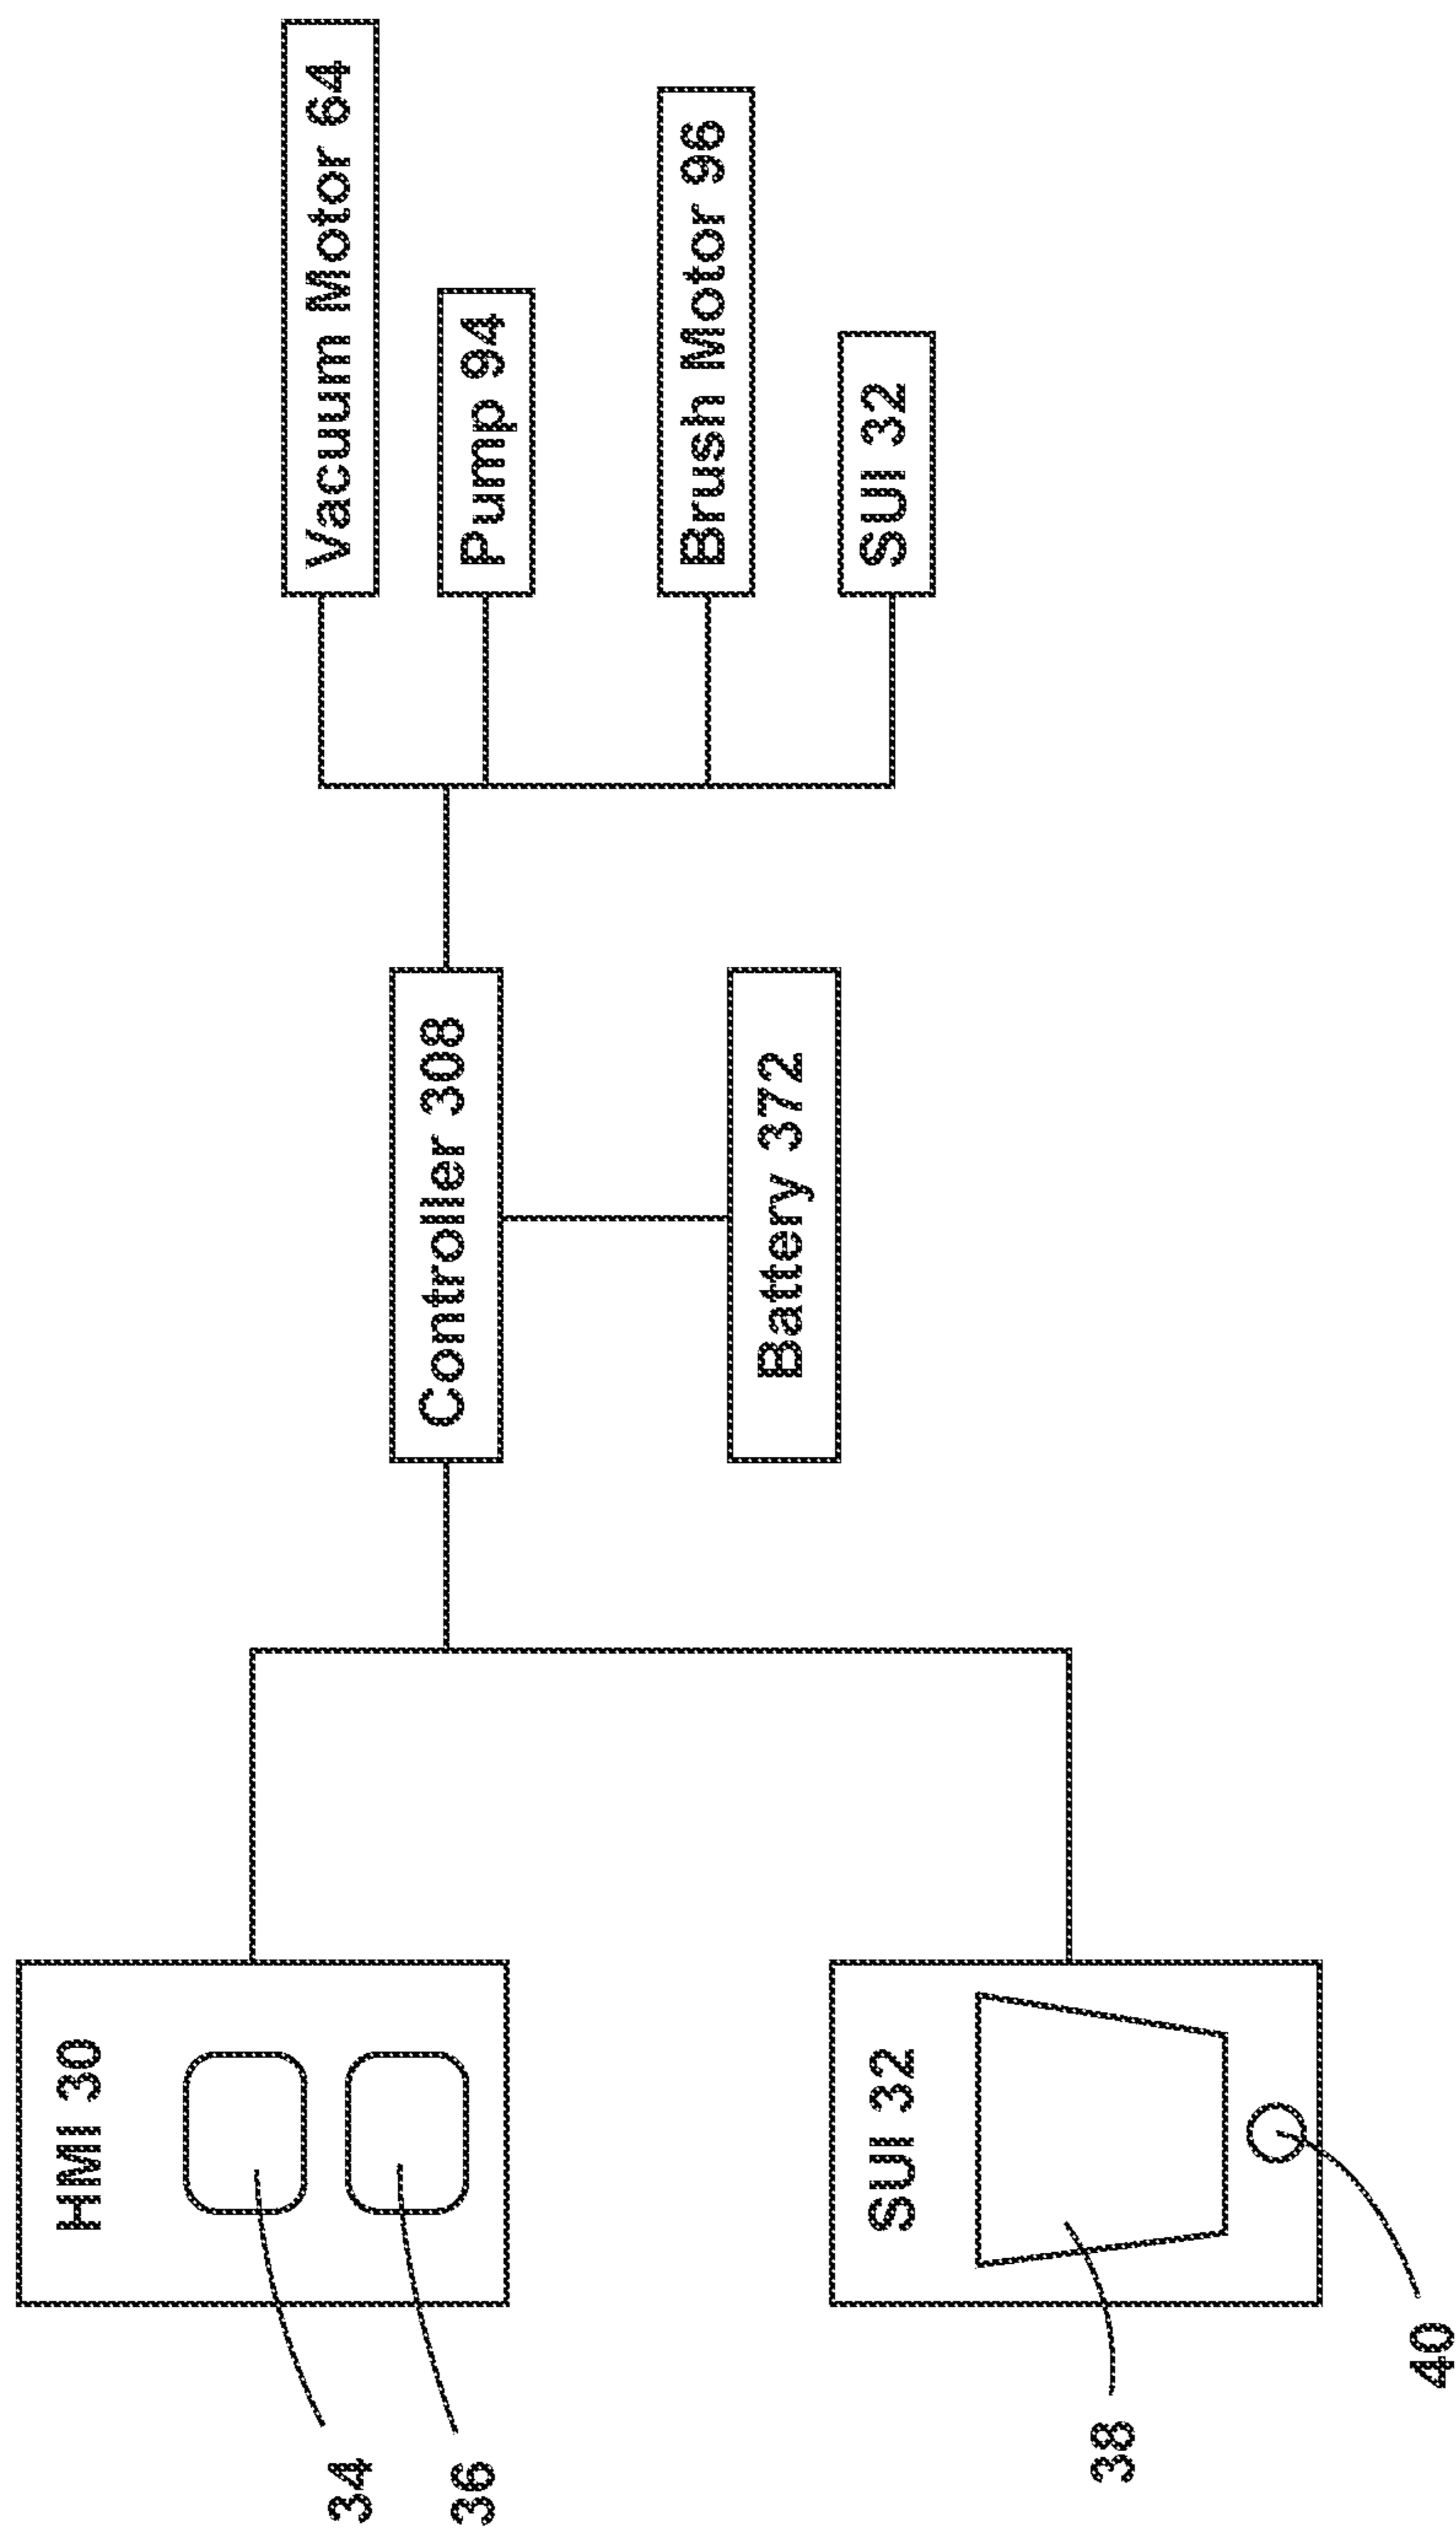 HMI 30
34
36
SUI 32
38
40
Controller 308
Battery 372
Vacuum Motor 64
Pump 94
Brush Motor 96
SUI 32